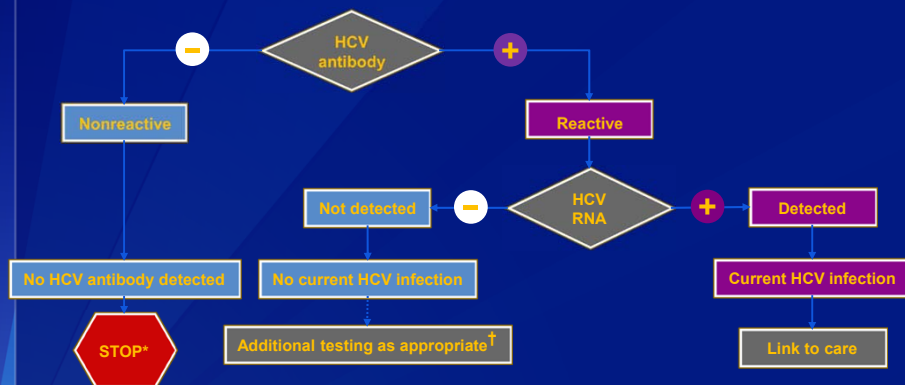 HCV
antibody
−
+
Nonreactive
Reactive
Not detected
−
HCV
RNA
+
Detected
No HCV antibody detected
No current HCV infection
Current HCV infection
STOP*
Additional testing as appropriate†
Link to care